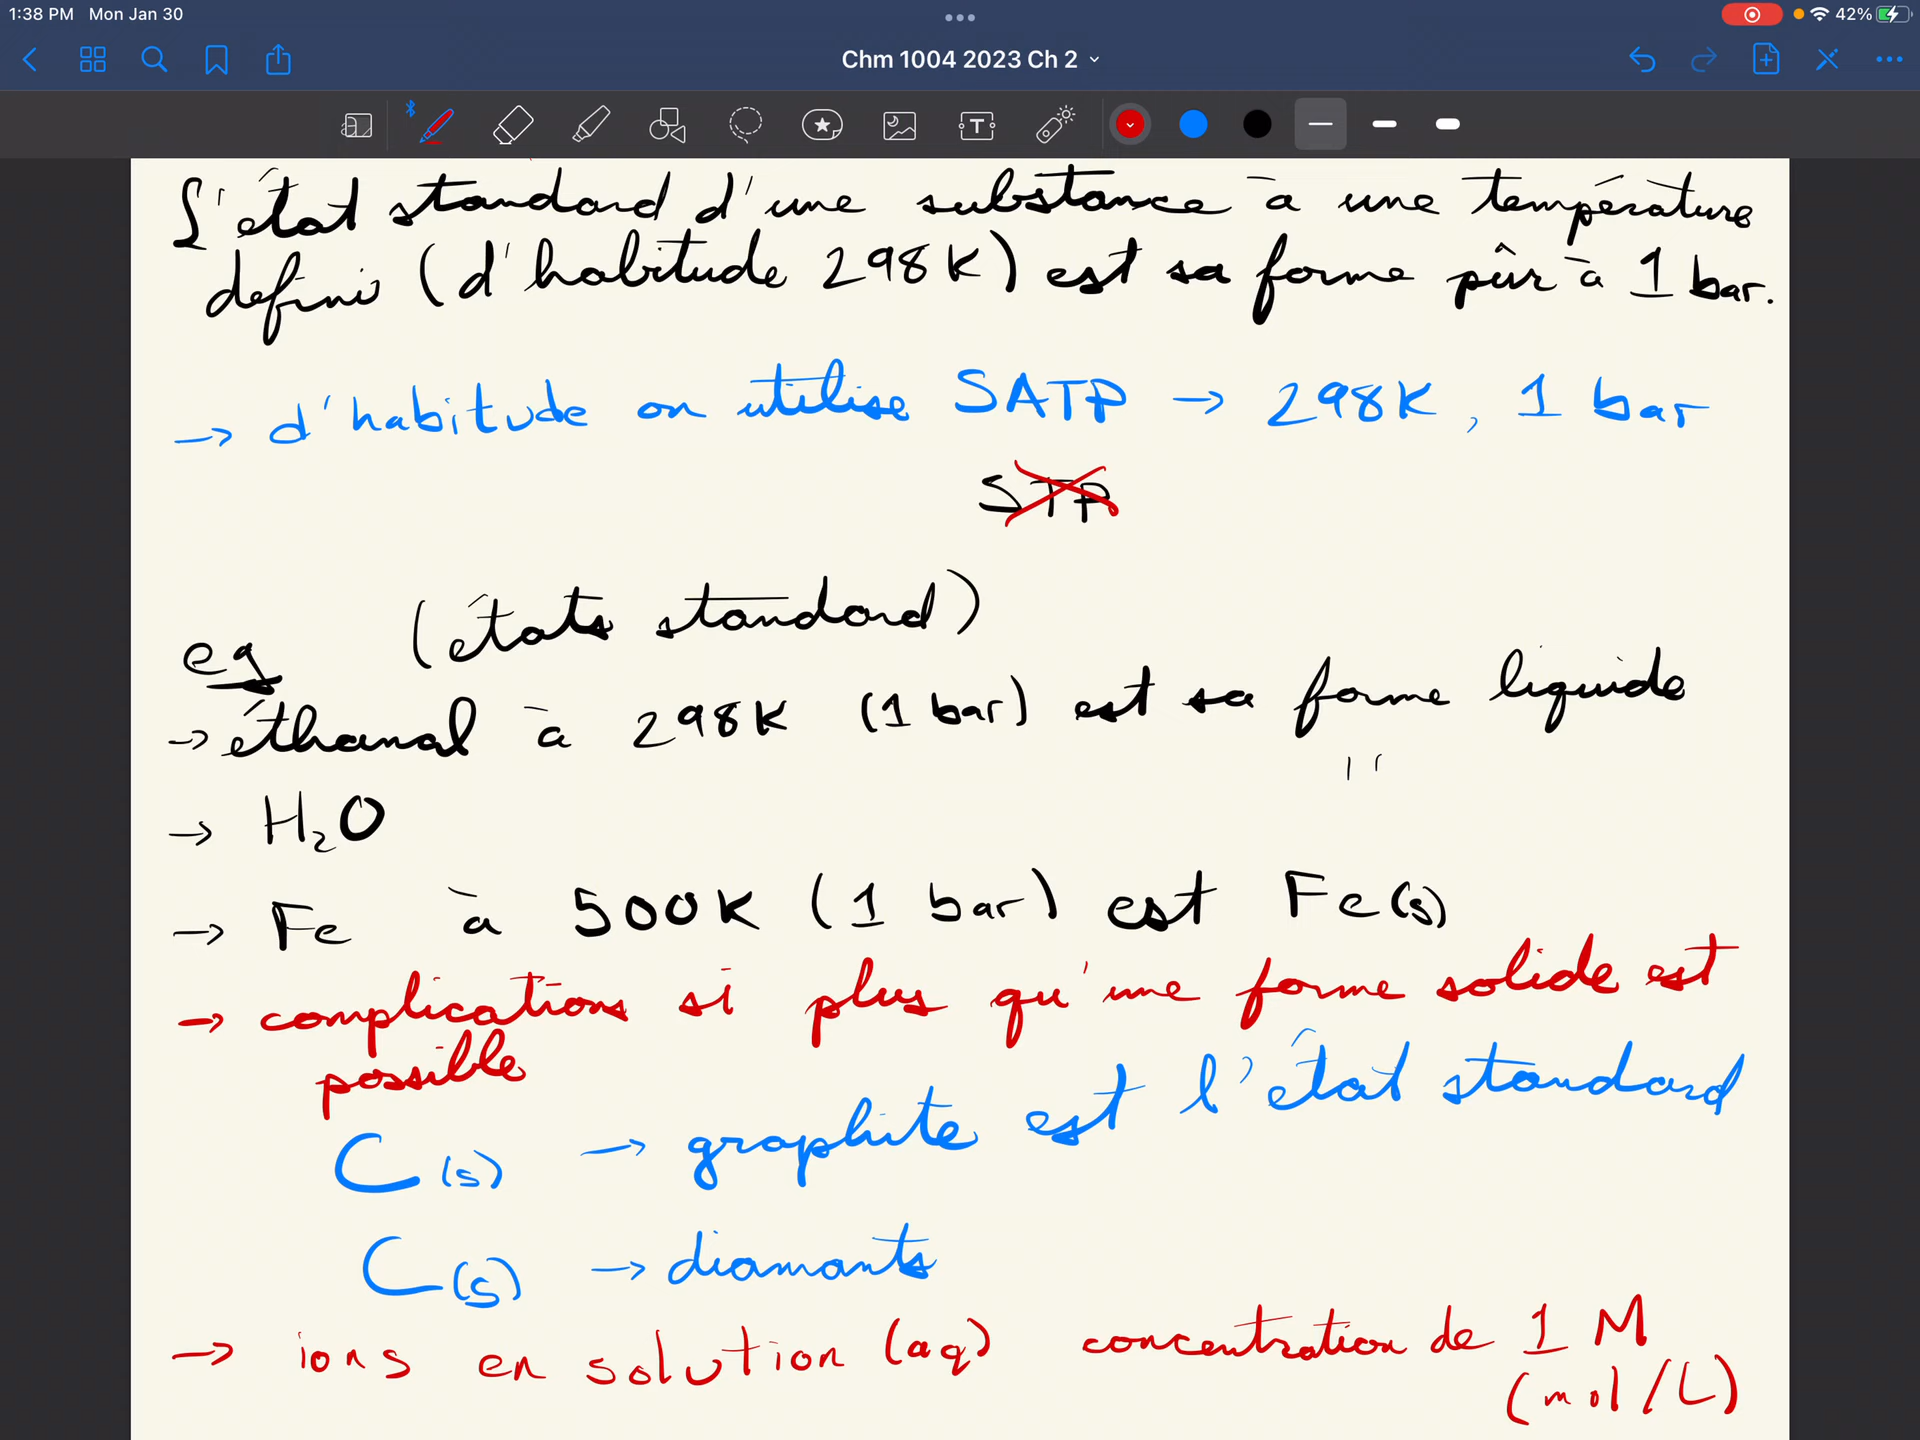 1:38 PM Mon Jan 30
42%
Chm 1004 2023 Ch 2
L'état standard d'une substance à une température
defini (d'habitude 298K) est sa forme pûr à 1 bar.
→ d'habitude on utilise SATP → 298K, 1 bar
STP
eg (états standard)
→ éthanal à 298K (1 bar) est sa forme liquide
→ H₂O "
→ Fe à 500K (1 bar) est Fe(s)
→ complications si plus qu'une forme solide est
possible
C(s) → graphite est l'état standard
C(s) → diamants
→ ions en solution (aq) concentration de 1 M
(mol/L)